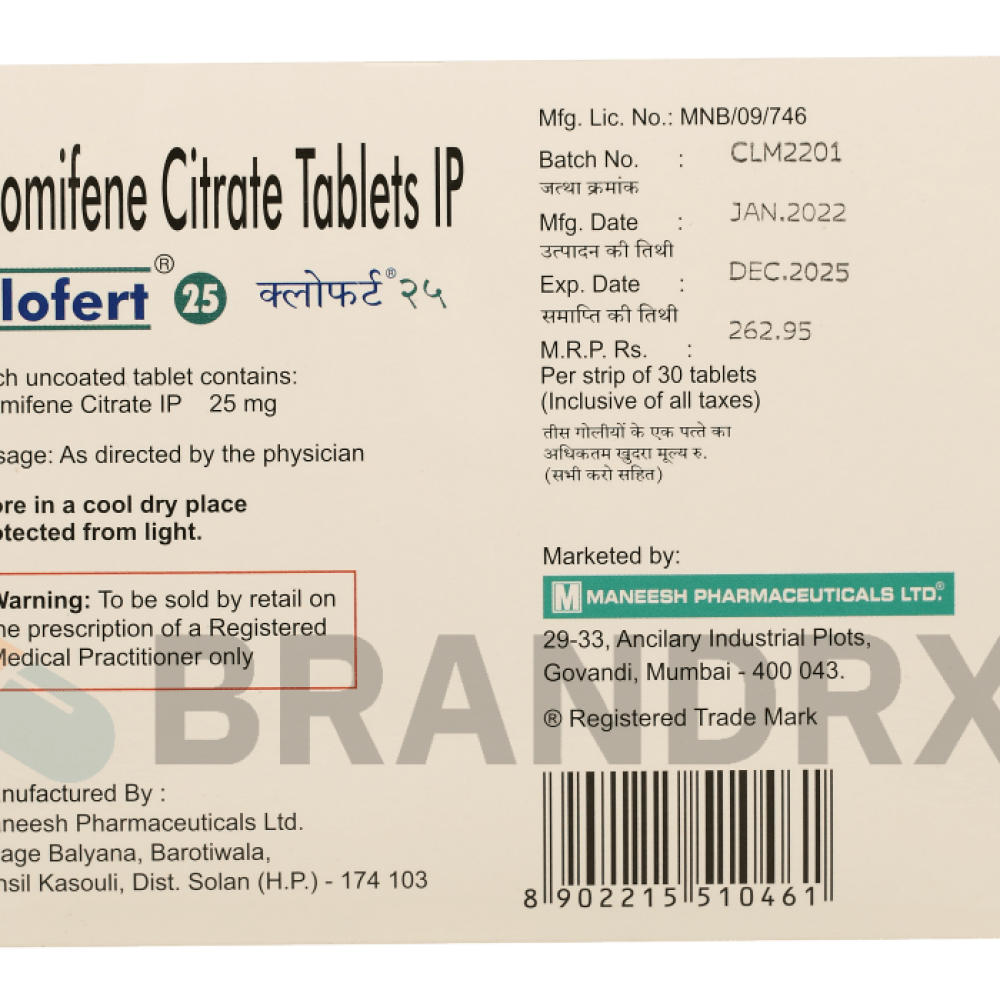 omifene Citrate Tablets IP
lofert® 25 क्लोफर्ट® २५
ch uncoated tablet contains:
mifene Citrate IP 25 mg
sage: As directed by the physician
ore in a cool dry place
otected from light.
Warning: To be sold by retail on
he prescription of a Registered
Medical Practitioner only
nufactured By :
neesh Pharmaceuticals Ltd.
age Balyana, Barotiwala,
nsil Kasouli, Dist. Solan (H.P.) - 174 103
Mfg. Lic. No.: MNB/09/746
Batch No. : CLM2201
जत्था क्रमांक
Mfg. Date : JAN.2022
उत्पादन की तिथी
Exp. Date : DEC.2025
समाप्ति की तिथी
M.R.P. Rs. : 262.95
Per strip of 30 tablets
(Inclusive of all taxes)
तीस गोलीयों के एक पत्ते का
अधिकतम खुदरा मूल्य रु.
(सभी करो सहित)
Marketed by:
M MANEESH PHARMACEUTICALS LTD.®
29-33, Ancilary Industrial Plots,
Govandi, Mumbai - 400 043.
® Registered Trade Mark
8 902215 510461
BRANDRX